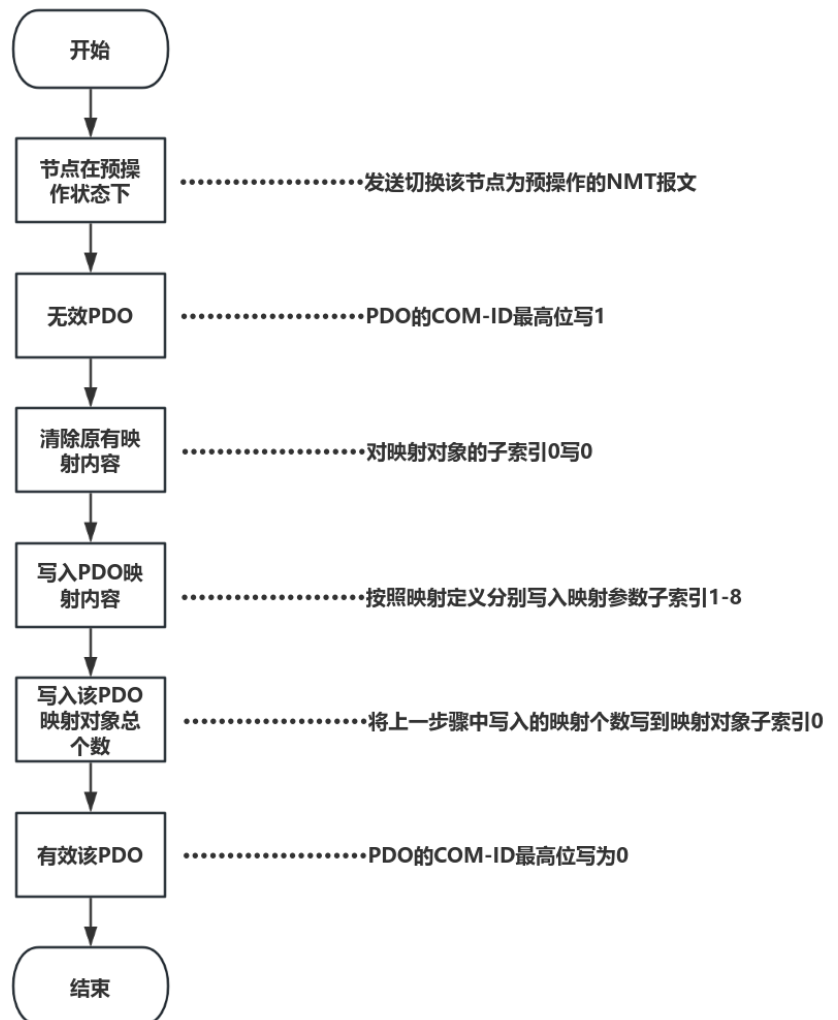 开始
节点在预操
作状态下
发送切换该节点为预操作的NMT报文
无效PDO
PDO的COM-ID最高位写1
清除原有映
射内容
对映射对象的子索引0写0
写入PDO映
射内容
按照映射定义分别写入映射参数子索引1-8
写入该PDO
映射对象总
个数
将上一步骤中写入的映射个数写到映射对象子索引0
有效该PDO
PDO的COM-ID最高位写为0
结束